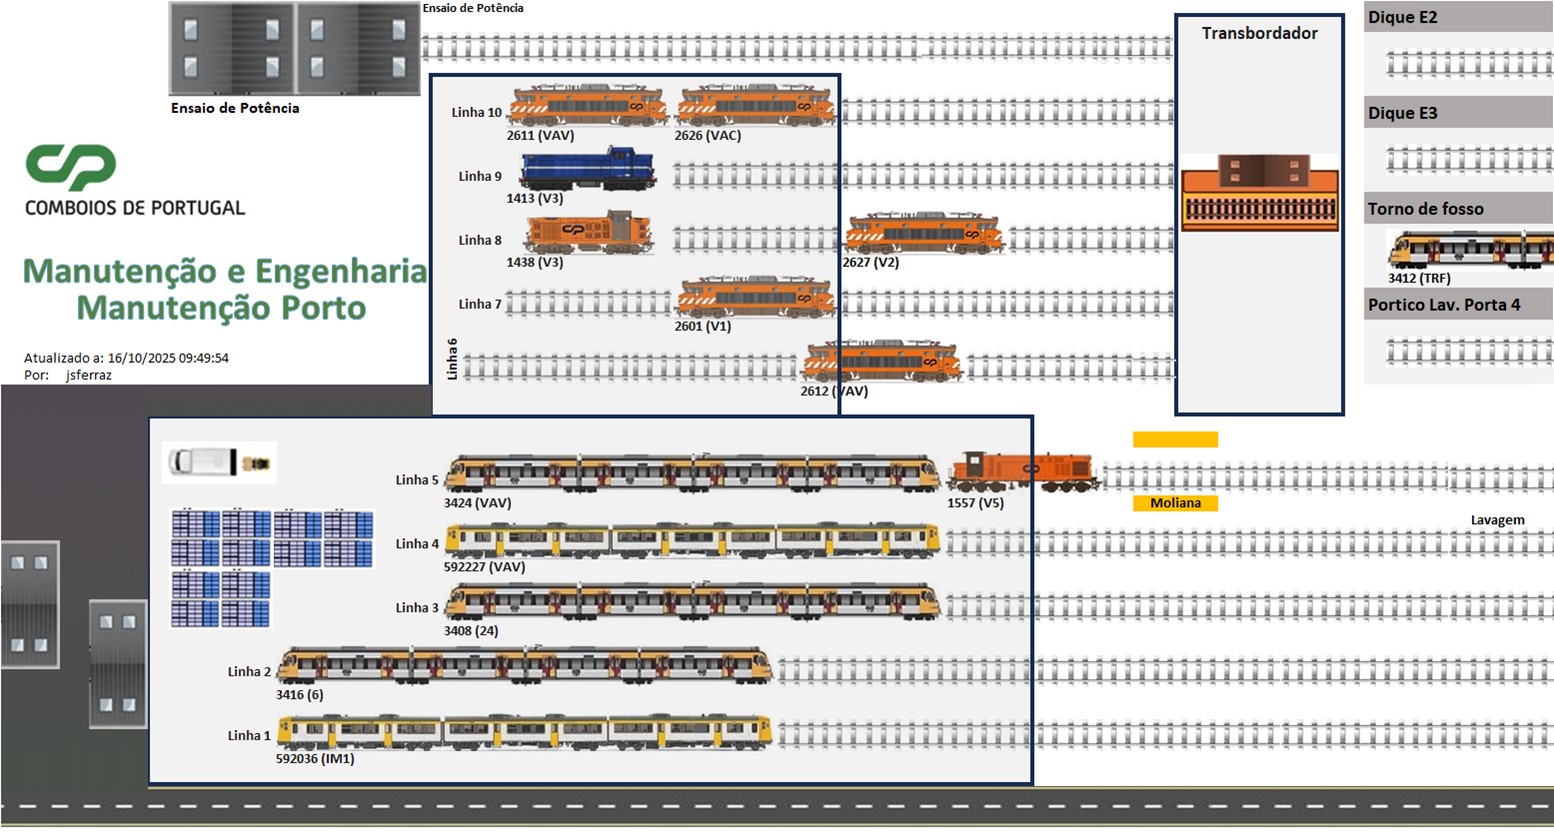 Ensaio de Potência
Ensaio de Potência
Transbordador
Dique E2
Dique E3
Torno de fosso
3412 (TRF)
Portico Lav. Porta 4
CP
COMBOIOS DE PORTUGAL
Manutenção e Engenharia
Manutenção Porto
Atualizado a: 16/10/2025 09:49:54
Por: jsferraz
Linha 10
2611 (VAV)
2626 (VAC)
Linha 9
1413 (V3)
Linha 8
1438 (V3)
2627 (V2)
Linha 7
2601 (V1)
Linha 6
2612 (VAV)
Linha 5
3424 (VAV)
1557 (V5)
Moliana
Lavagem
Linha 4
592227 (VAV)
Linha 3
3408 (24)
Linha 2
3416 (6)
Linha 1
592036 (IM1)